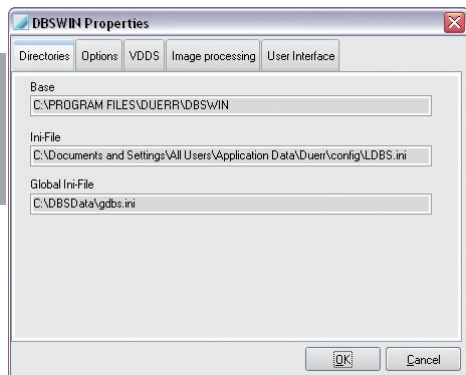 DBSWIN Properties
Directories Options VDDS Image processing User Interface
Base
C:\PROGRAM FILES\DUERR\DBSWIN
Ini-File
C:\Documents and Settings\All Users\Application Data\Duerr\config\LDBS.ini
Global Ini-File
C:\DBSData\gdbs.ini
OK Cancel